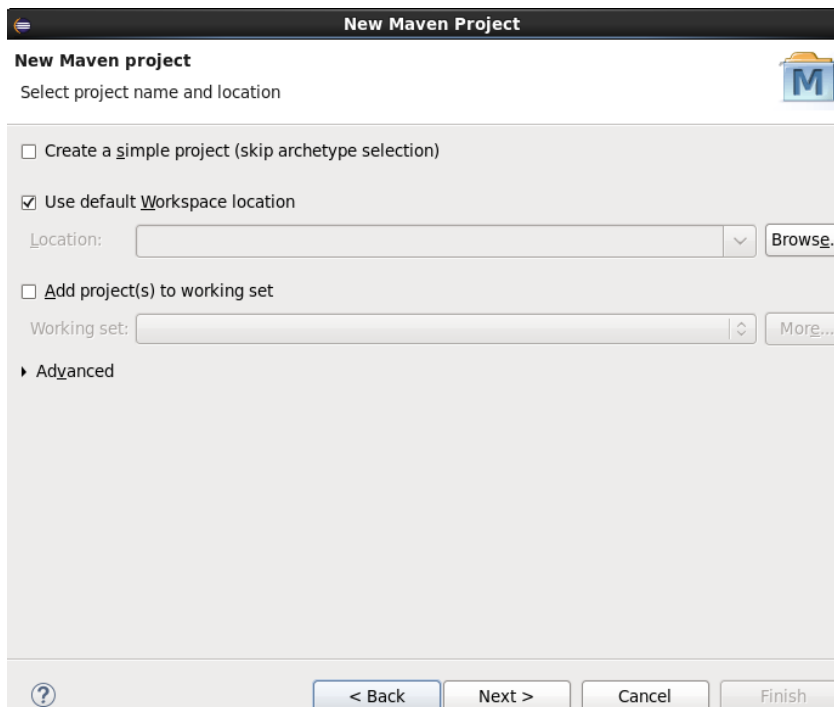 New Maven Project
New Maven project
Select project name and location
M
Create a simple project (skip archetype selection)
Use default Workspace location
Location:
Browse.
Add project(s) to working set
Working set:
More...
Advanced
?
< Back
Next >
Cancel
Finish